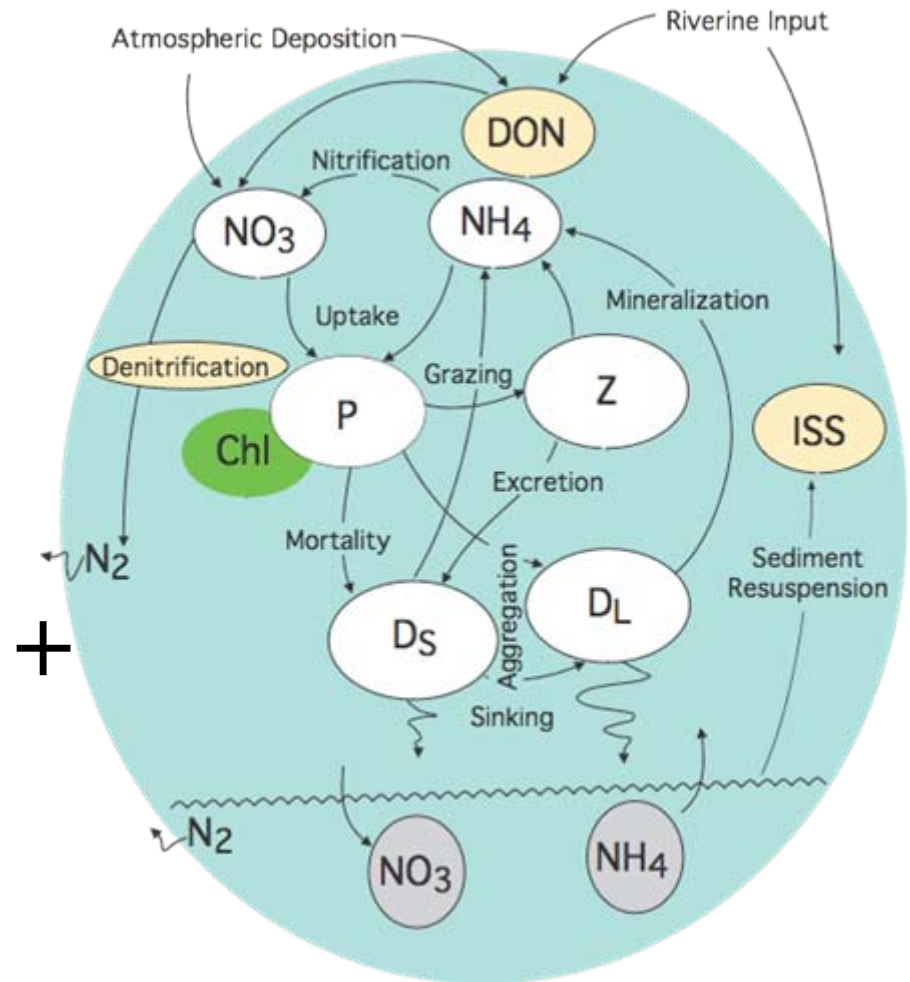 Riverine Input
Atmospheric Deposition
DON
Nitrification
NO3
NH4
Mineralization
Uptake
Denitrification
Grazing
P
Z
Chl
ISS
Excretion
Mortality
N2
Aggregation
Sediment
Resuspension
DS
DL
+
Sinking
N2
NO3
NH4